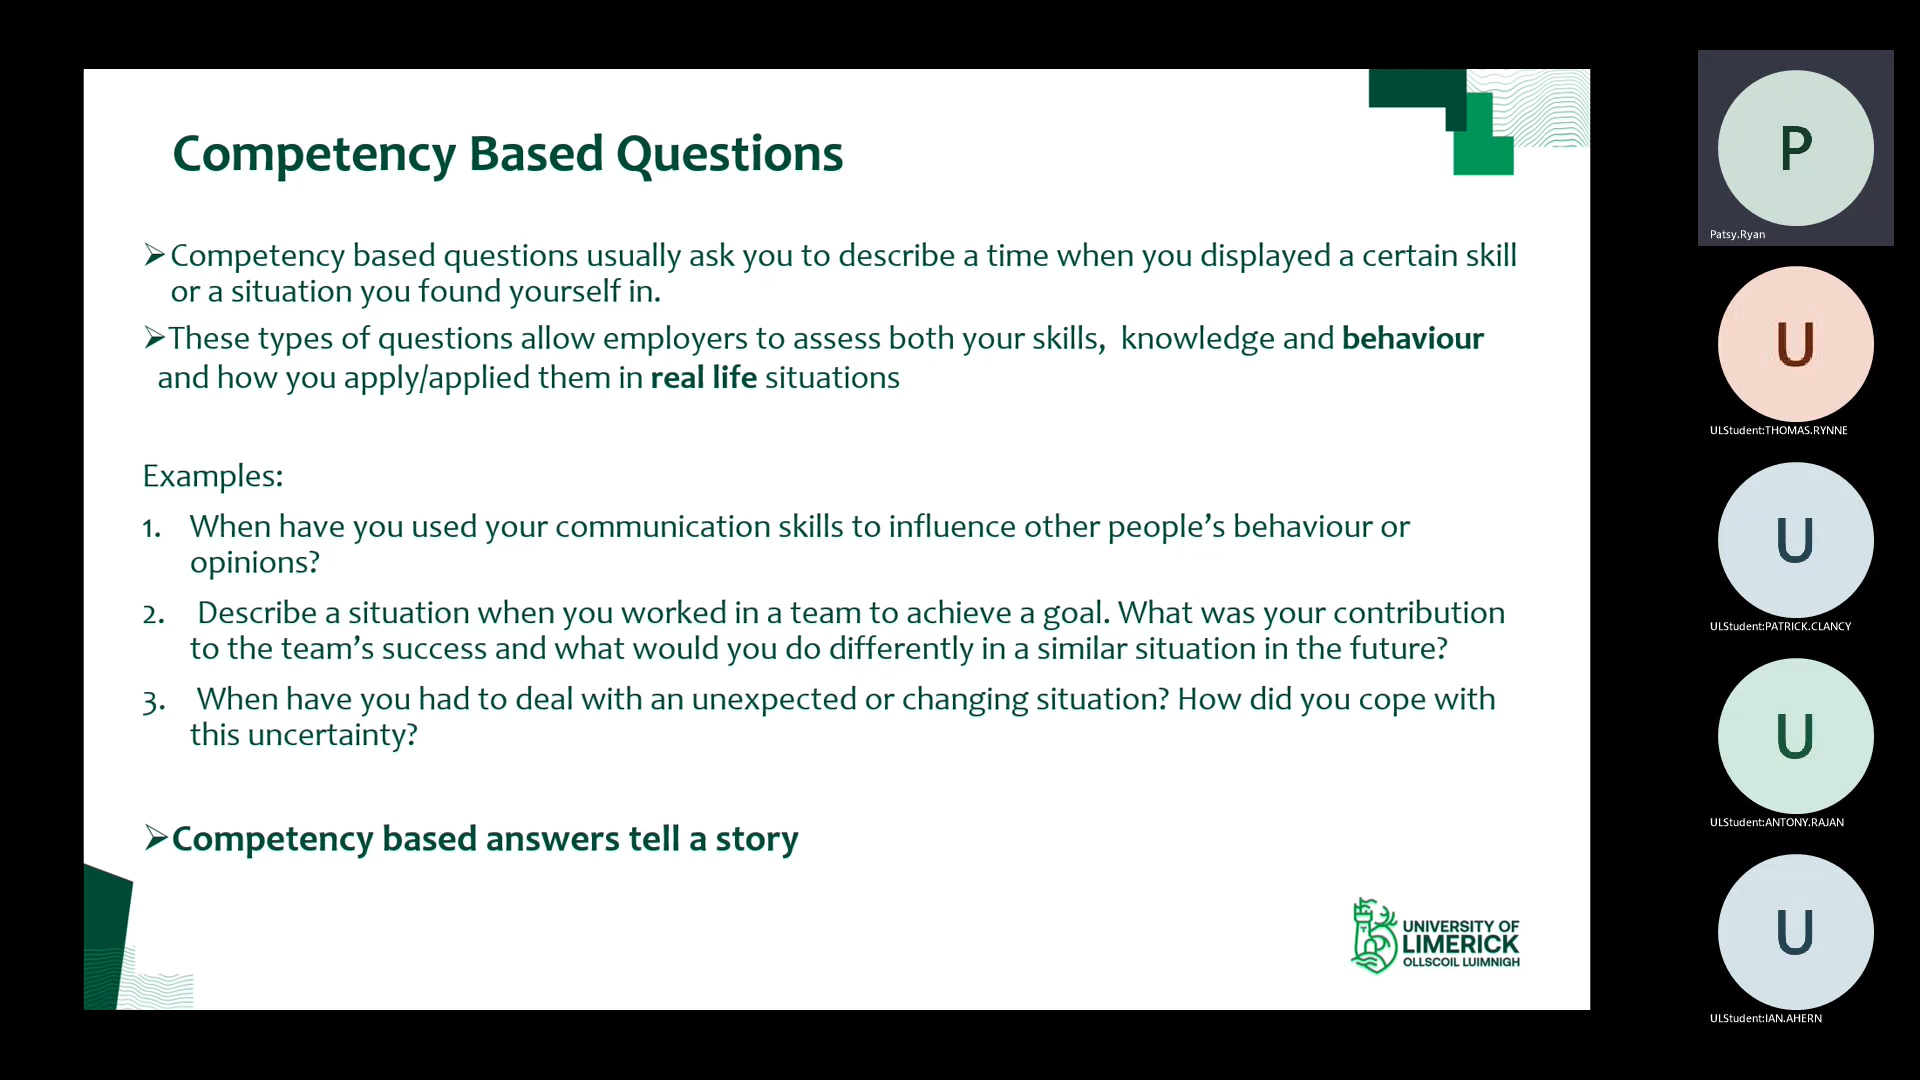 Competency Based Questions
➢Competency based questions usually ask you to describe a time when you displayed a certain skill
or a situation you found yourself in.
➢These types of questions allow employers to assess both your skills,  knowledge and behaviour
and how you apply/applied them in real life situations
Examples:
1. When have you used your communication skills to influence other people’s behaviour or
opinions?
2. Describe a situation when you worked in a team to achieve a goal. What was your contribution
to the team’s success and what would you do differently in a similar situation in the future?
3. When have you had to deal with an unexpected or changing situation? How did you cope with
this uncertainty?
➢Competency based answers tell a story
UNIVERSITY OF
LIMERICK
OLLSCOIL LUIMNIGH
P
Patsy.Ryan
U
ULStudent:THOMAS.RYNNE
U
ULStudent:PATRICK.CLANCY
U
ULStudent:ANTONY.RAJAN
U
ULStudent:IAN.AHERN